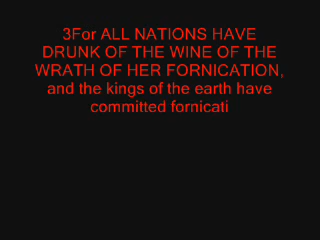 3For ALL NATIONS HAVE
DRUNK OF THE WINE OF THE
WRATH OF HER FORNICATION,
and the kings of the earth have
committed fornicati